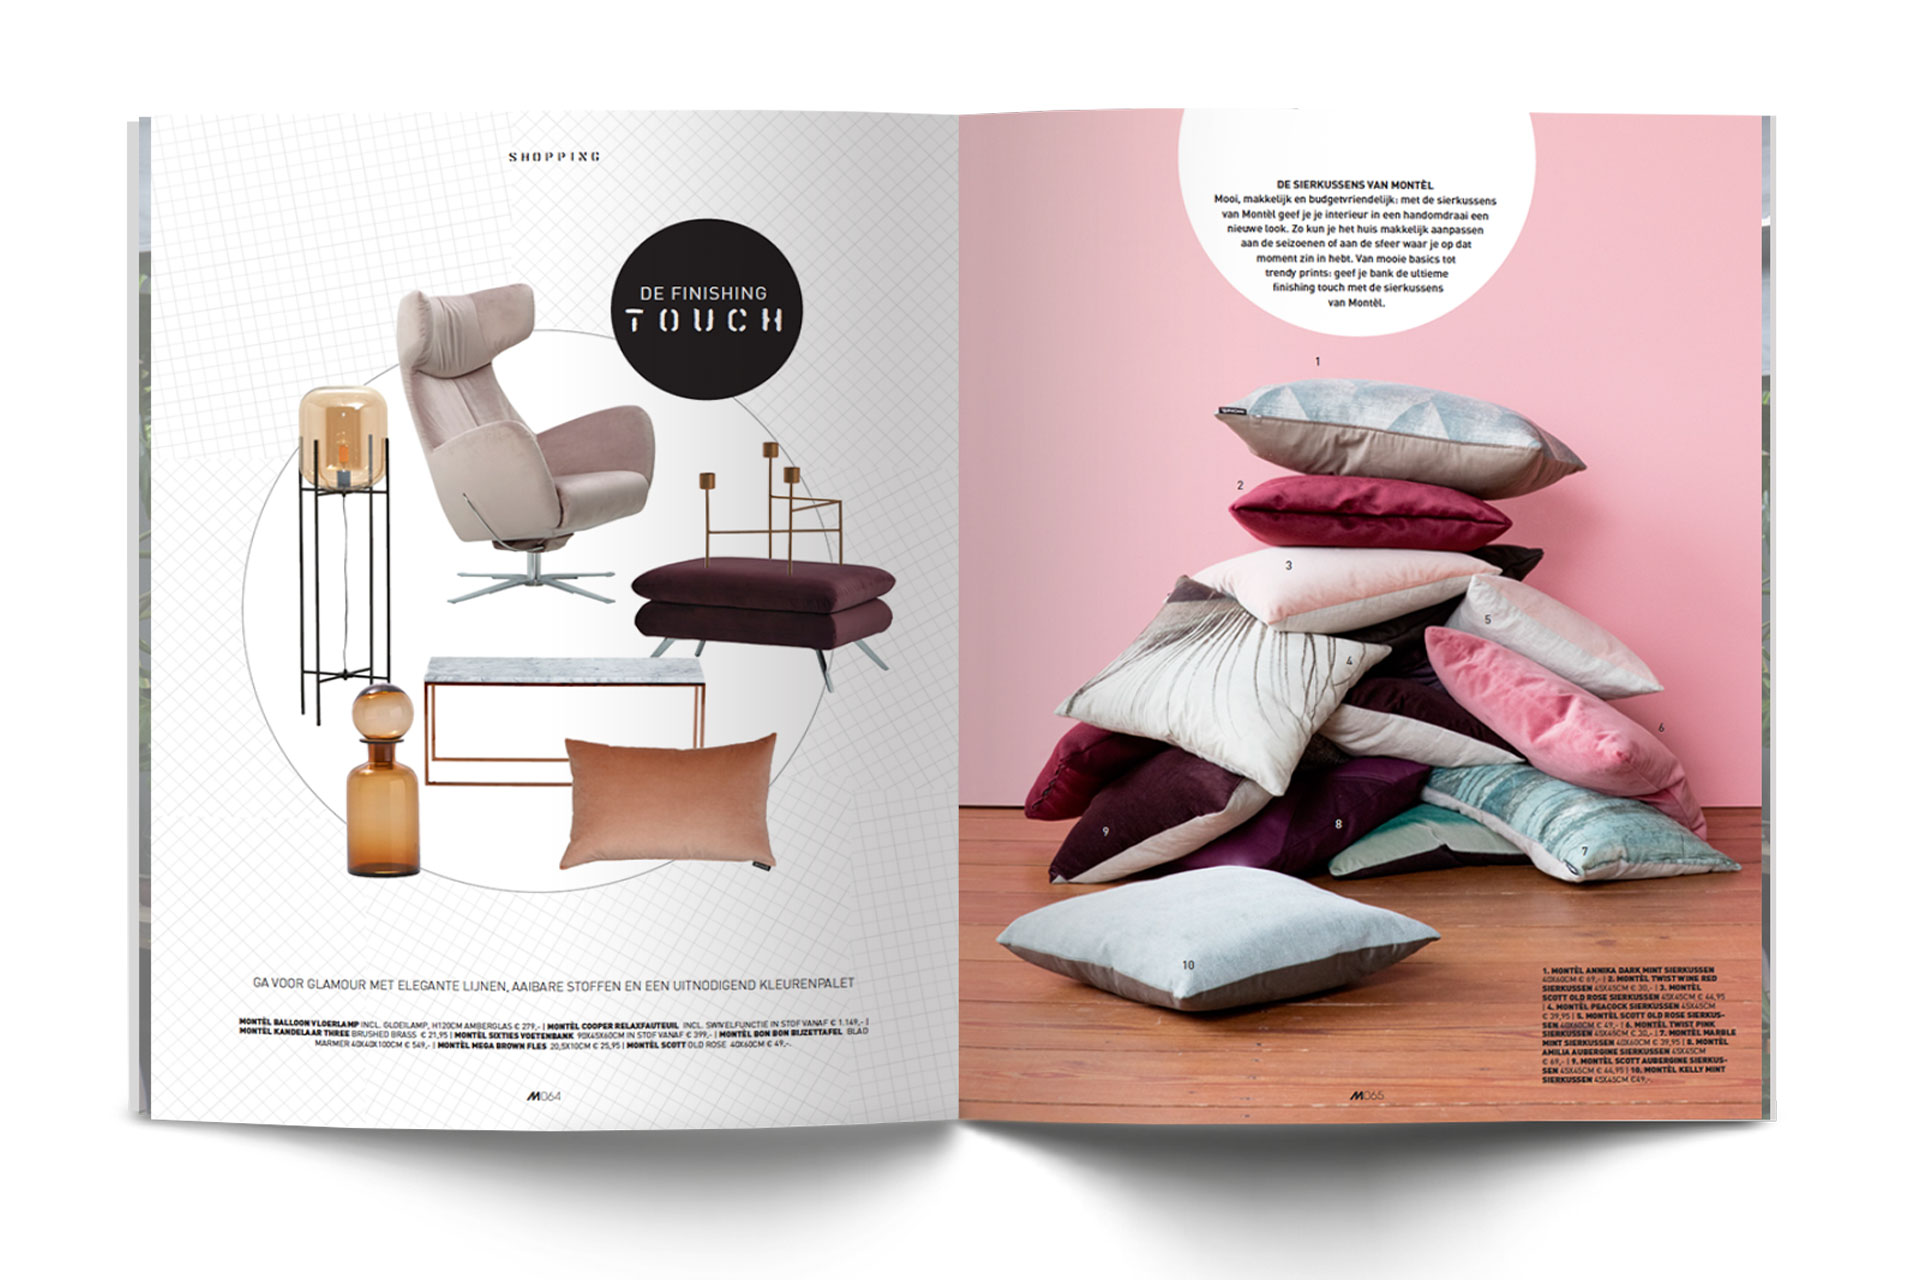 SHOPPING
DE FINISHING
TOUCH
GA VOOR GLAMOUR MET ELEGANTE LIJNEN, AAIBARE STOFFEN EN EEN UITNODIGEND KLEURENPALET
MONTÈL BALLOON VLOERLAMP INCL. GLOEILAMP, H120CM AMBERGLAS € 279,- | MONTÈL COOPER RELAXFAUTEUIL INCL. SWIVELFUNCTIE IN STOF VANAF € 1.149,- |
MONTÈL KANDELAAR THREE BRUSHED BRASS € 21,95 | MONTÈL SIXTIES VOETENBANK 90X45X60CM IN STOF VANAF € 399,- | MONTÈL BON BON BIJZETTAFEL BLAD
MARMER 40X40X100CM € 549,- | MONTÈL MEGA BROWN FLES 20,5X10CM € 25,95 | MONTÈL SCOTT OLD ROSE 40X60CM € 49,-.
M064
DE SIERKUSSENS VAN MONTÈL
Mooi, makkelijk en budgetvriendelijk: met de sierkussens
van Montèl geef je je interieur in een handomdraai een
nieuwe look. Zo kun je het huis makkelijk aanpassen
aan de seizoenen of aan de sfeer waar je op dat
moment zin in hebt. Van mooie basics tot
trendy prints: geef je bank de ultieme
finishing touch met de sierkussens
van Montèl.
1
2
3
4
5
6
7
8
9
10
1. MONTÈL ANNIKA DARK MINT SIERKUSSEN
40X60CM € 69,- | 2. MONTÈL TWIST WINE RED
SIERKUSSEN 45X45CM € 30,- | 3. MONTÈL
SCOTT OLD ROSE SIERKUSSEN 45X45CM € 44,95
| 4. MONTÈL PEACOCK SIERKUSSEN 45X45CM
€ 39,95 | 5. MONTÈL SCOTT OLD ROSE SIERKUS-
SEN 40X60CM € 49,- | 6. MONTÈL TWIST PINK
SIERKUSSEN 45X45CM € 30,- | 7. MONTÈL MARBLE
MINT SIERKUSSEN 40X60CM € 39,95 | 8. MONTÈL
AMILIA AUBERGINE SIERKUSSEN 45X45CM
€ 69,- | 9. MONTÈL SCOTT AUBERGINE SIERKUS-
SEN 45X45CM € 44,95 | 10. MONTÈL KELLY MINT
SIERKUSSEN 45X45CM €49,-.
M065